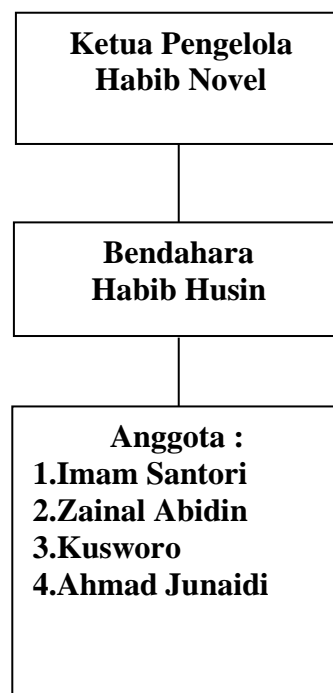 Ketua Pengelola
Habib Novel
Bendahara
Habib Husin
Anggota :
1.Imam Santori
2.Zainal Abidin
3.Kusworo
4.Ahmad Junaidi